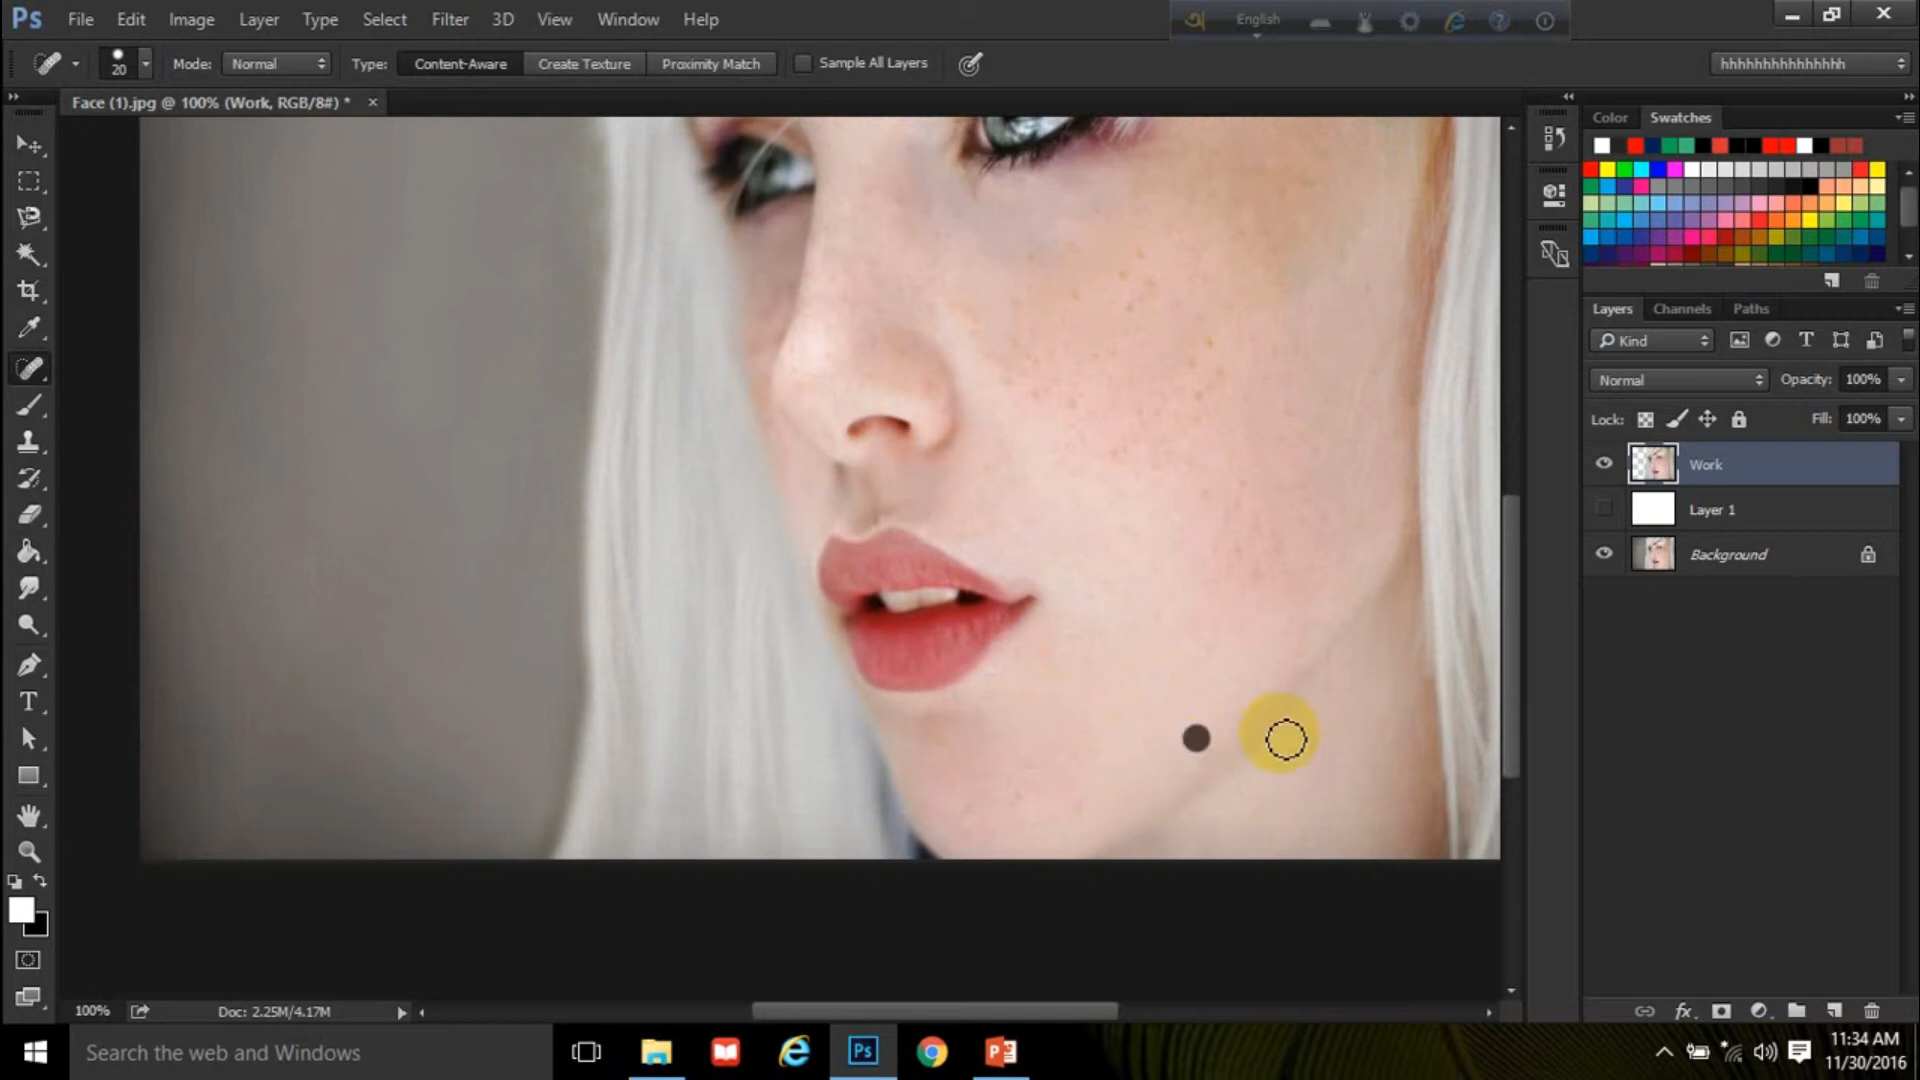 Ps File Edit Image Layer Type Select Filter 3D View Window Help
English
20 Mode: Normal Type: Content-Aware Create Texture Proximity Match Sample All Layers hhhhhhhhhhhhhhh
Face (1).jpg @ 100% (Work, RGB/8#) * ×
Color Swatches
Layers Channels Paths
Kind
Normal Opacity: 100%
Lock: Fill: 100%
Work
Layer 1
Background
100% Doc: 2.25M/4.17M
Search the web and Windows
Ps
11:34 AM
11/30/2016